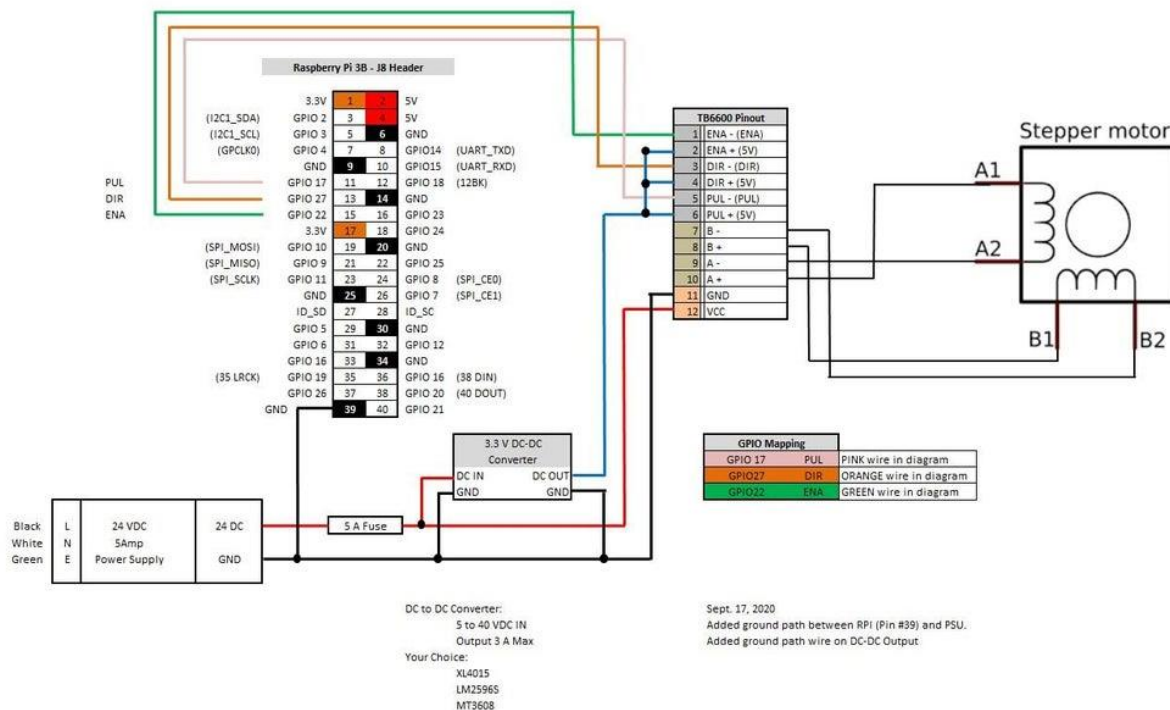 Raspberry Pi 3B - J8 Header
3.3V 1 2 5V
(I2C1_SDA) GPIO 2 3 4 5V
(I2C1_SCL) GPIO 3 5 6 GND
(GPCLK0) GPIO 4 7 8 GPIO14 (UART_TXD)
GND 9 10 GPIO15 (UART_RXD)
PUL GPIO 17 11 12 GPIO 18 (12BK)
DIR GPIO 27 13 14 GND
ENA GPIO 22 15 16 GPIO 23
3.3V 17 18 GPIO 24
(SPI_MOSI) GPIO 10 19 20 GND
(SPI_MISO) GPIO 9 21 22 GPIO 25
(SPI_SCLK) GPIO 11 23 24 GPIO 8 (SPI_CE0)
GND 25 26 GPIO 7 (SPI_CE1)
ID_SD 27 28 ID_SC
GPIO 5 29 30 GND
GPIO 6 31 32 GPIO 12
GPIO 16 33 34 GND
(35 LRCK) GPIO 19 35 36 GPIO 16 (38 DIN)
GPIO 26 37 38 GPIO 20 (40 DOUT)
GND 39 40 GPIO 21
TB6600 Pinout
1 ENA - (ENA)
2 ENA + (5V)
3 DIR - (DIR)
4 DIR + (5V)
5 PUL - (PUL)
6 PUL + (5V)
7 B -
8 B +
9 A -
10 A +
11 GND
12 VCC
Stepper motor
A1
A2
B1 B2
3.3 V DC-DC
Converter
DC IN DC OUT
GND GND
GPIO Mapping
GPIO 17 PUL PINK wire in diagram
GPIO27 DIR ORANGE wire in diagram
GPIO22 ENA GREEN wire in diagram
Black L 24 VDC 24 DC
White N 5Amp
Green E Power Supply GND
5 A Fuse
DC to DC Converter:
5 to 40 VDC IN
Output 3 A Max
Your Choice:
XL4015
LM2596S
MT3608
Sept. 17, 2020
Added ground path between RPI (Pin #39) and PSU.
Added ground path wire on DC-DC Output